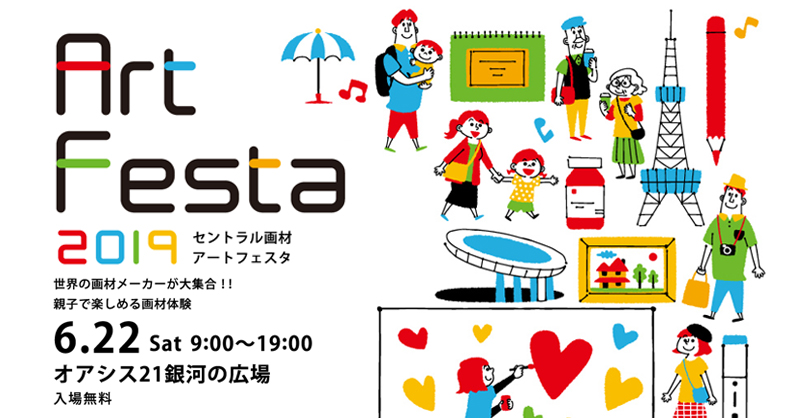 Art
Festa
2019 セントラル画材
アートフェスタ
世界の画材メーカーが大集合!!
親子で楽しめる画材体験
6.22 Sat 9:00〜19:00
オアシス21銀河の広場
入場無料